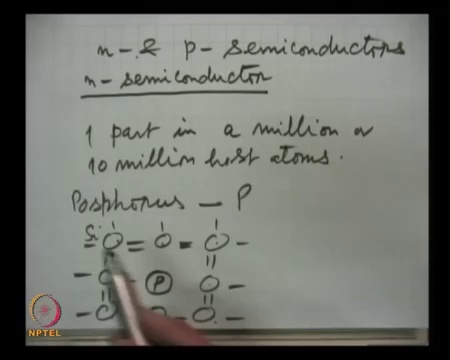 n- & p- semiconductors
n- semiconductor
1 part in a million or
10 million host atoms.
Posphorus — P
Si
P
NPTEL